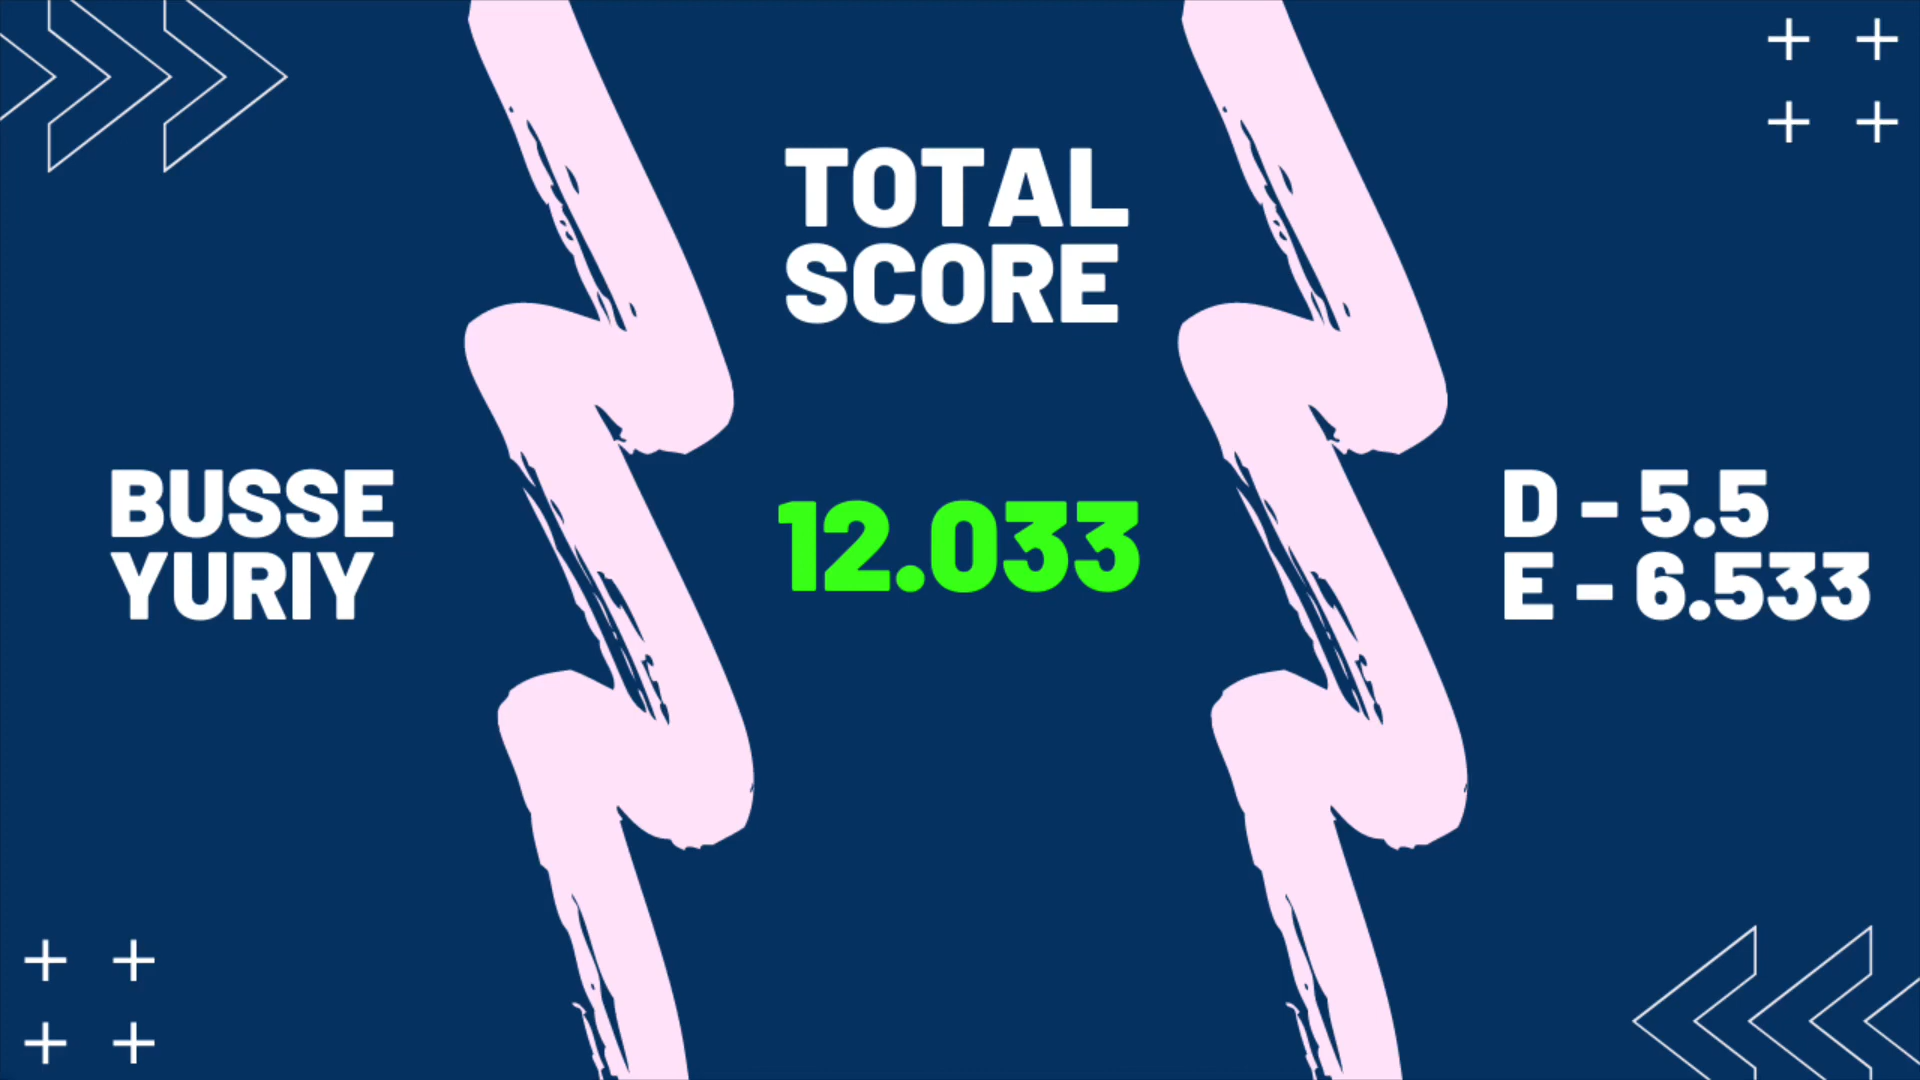 BUSSE
YURIY
TOTAL
SCORE
12.033
D - 5.5
E - 6.533